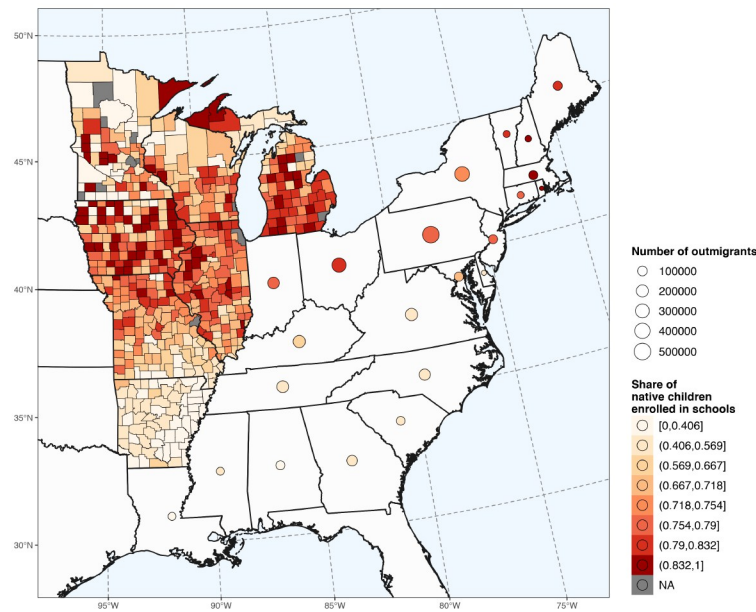 50°N
45°N
40°N
35°N
30°N
95°W
90°W
85°W
80°W
75°W
Number of outmigrants
100000
200000
300000
400000
500000
Share of
native children
enrolled in schools
[0,0.406]
(0.406,0.569]
(0.569,0.667]
(0.667,0.718]
(0.718,0.754]
(0.754,0.79]
(0.79,0.832]
(0.832,1]
NA